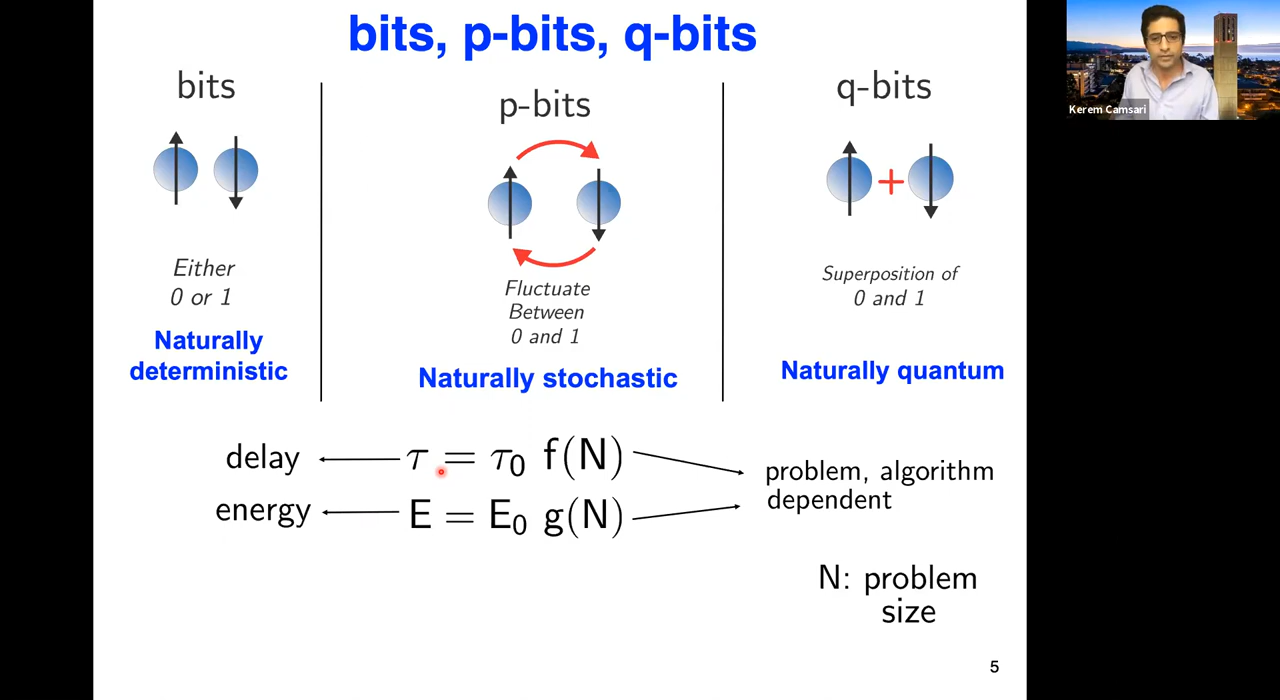 bits, p-bits, q-bits
Kerem Camsari
bits
Either
0 or 1
Naturally
deterministic
p-bits
Fluctuate
Between
0 and 1
Naturally stochastic
q-bits
+
Superposition of
0 and 1
Naturally quantum
delay
τ = τ₀ f(N)
energy
E = E₀ g(N)
problem, algorithm
dependent
N: problem
size
5